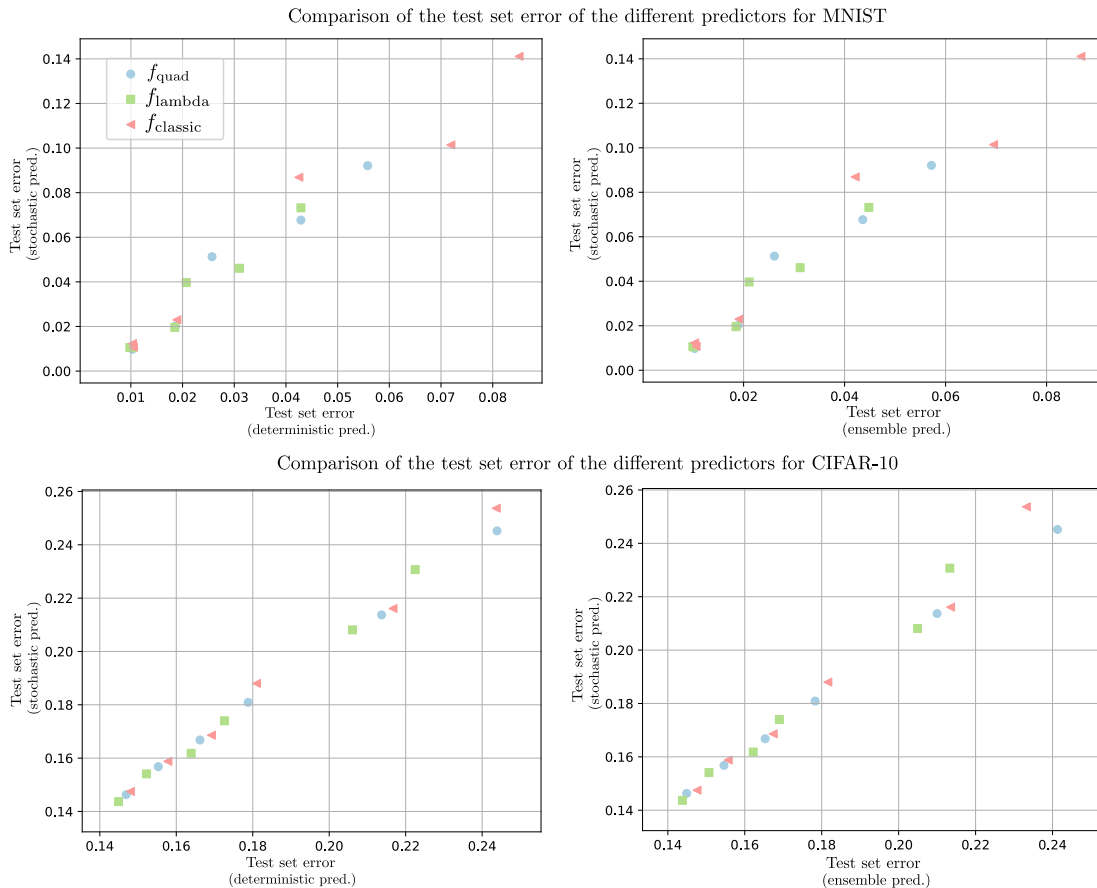 Comparison of the test set error of the different predictors for MNIST
Test set error
(stochastic pred.)
0.14
0.12
0.10
0.08
0.06
0.04
0.02
0.00
f_quad
f_lambda
f_classic
0.01
0.02
0.03
0.04
0.05
0.06
0.07
0.08
Test set error
(deterministic pred.)
Test set error
(stochastic pred.)
0.14
0.12
0.10
0.08
0.06
0.04
0.02
0.00
0.02
0.04
0.06
0.08
Test set error
(ensemble pred.)
Comparison of the test set error of the different predictors for CIFAR-10
Test set error
(stochastic pred.)
0.26
0.24
0.22
0.20
0.18
0.16
0.14
0.14
0.16
0.18
0.20
0.22
0.24
Test set error
(deterministic pred.)
Test set error
(stochastic pred.)
0.26
0.24
0.22
0.20
0.18
0.16
0.14
0.14
0.16
0.18
0.20
0.22
0.24
Test set error
(ensemble pred.)